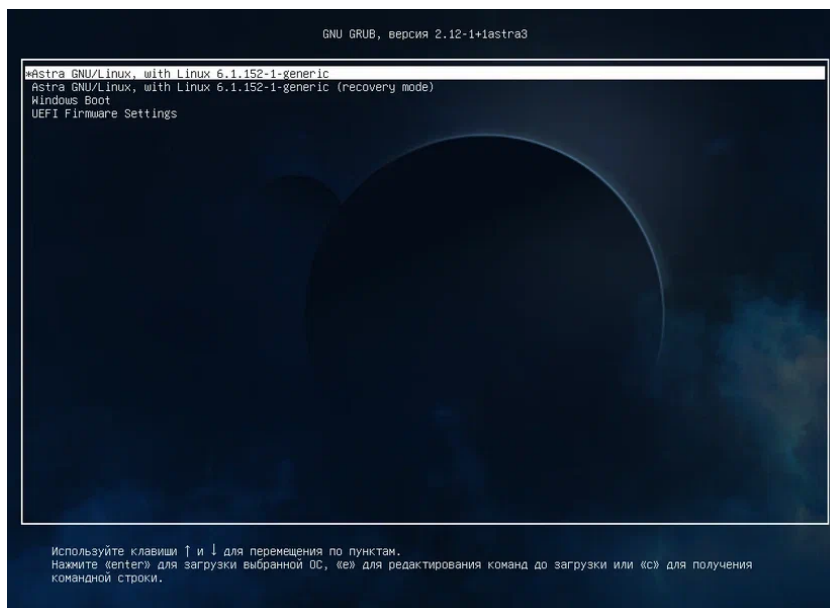 GNU GRUB, версия 2.12-1+1astra3
*Astra GNU/Linux, with Linux 6.1.152-1-generic
Astra GNU/Linux, with Linux 6.1.152-1-generic (recovery mode)
Windows Boot
UEFI Firmware Settings
Используйте клавиши ↑ и ↓ для перемещения по пунктам.
Нажмите «enter» для загрузки выбранной ОС, «e» для редактирования команд до загрузки или «c» для получения
командной строки.